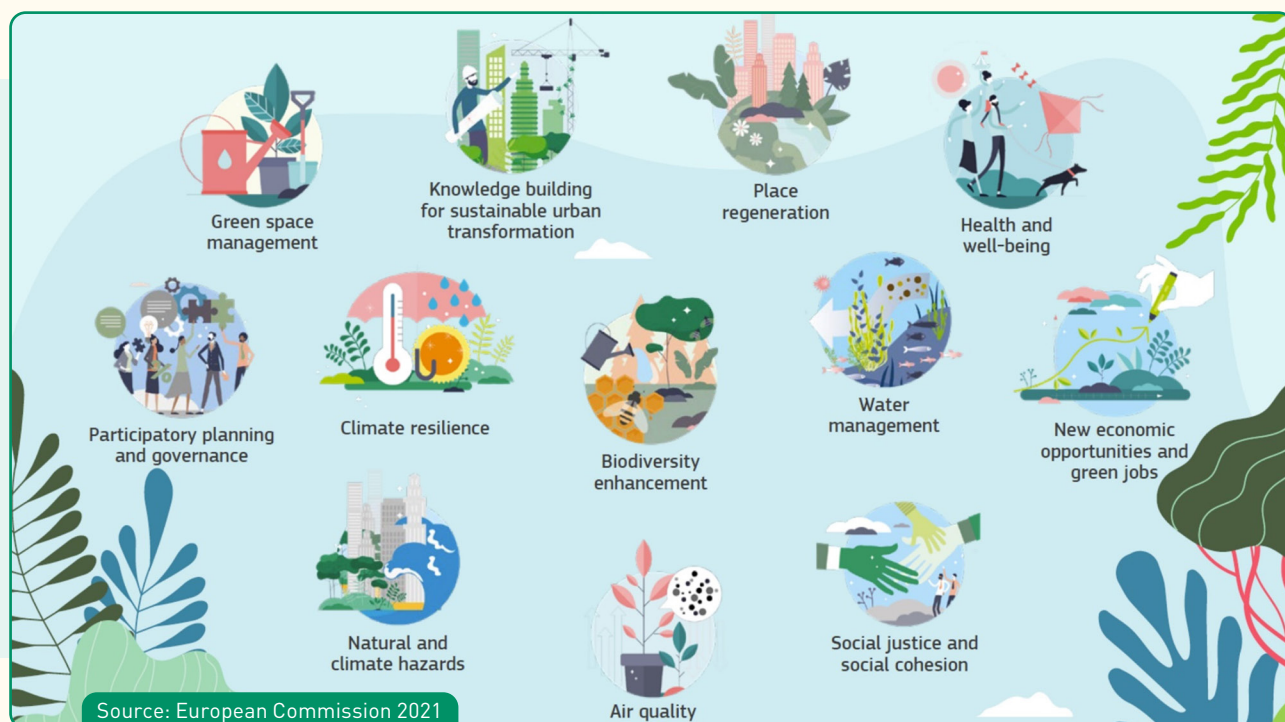 Green space
management
Knowledge building
for sustainable urban
transformation
Place
regeneration
Health and
well-being
Participatory planning
and governance
Climate resilience
Biodiversity
enhancement
Water
management
New economic
opportunities and
green jobs
Natural and
climate hazards
Air quality
Social justice and
social cohesion
Source: European Commission 2021